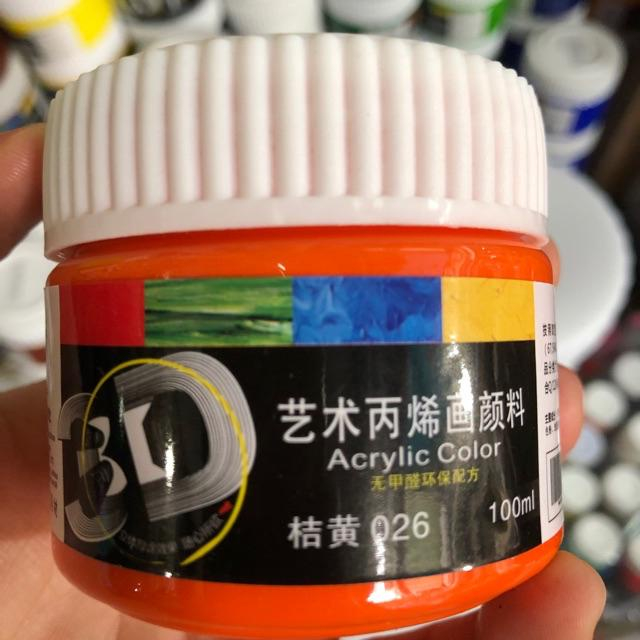 3D
艺术丙烯画颜料
Acrylic Color
无甲醛环保配方
桔黄 026
100ml